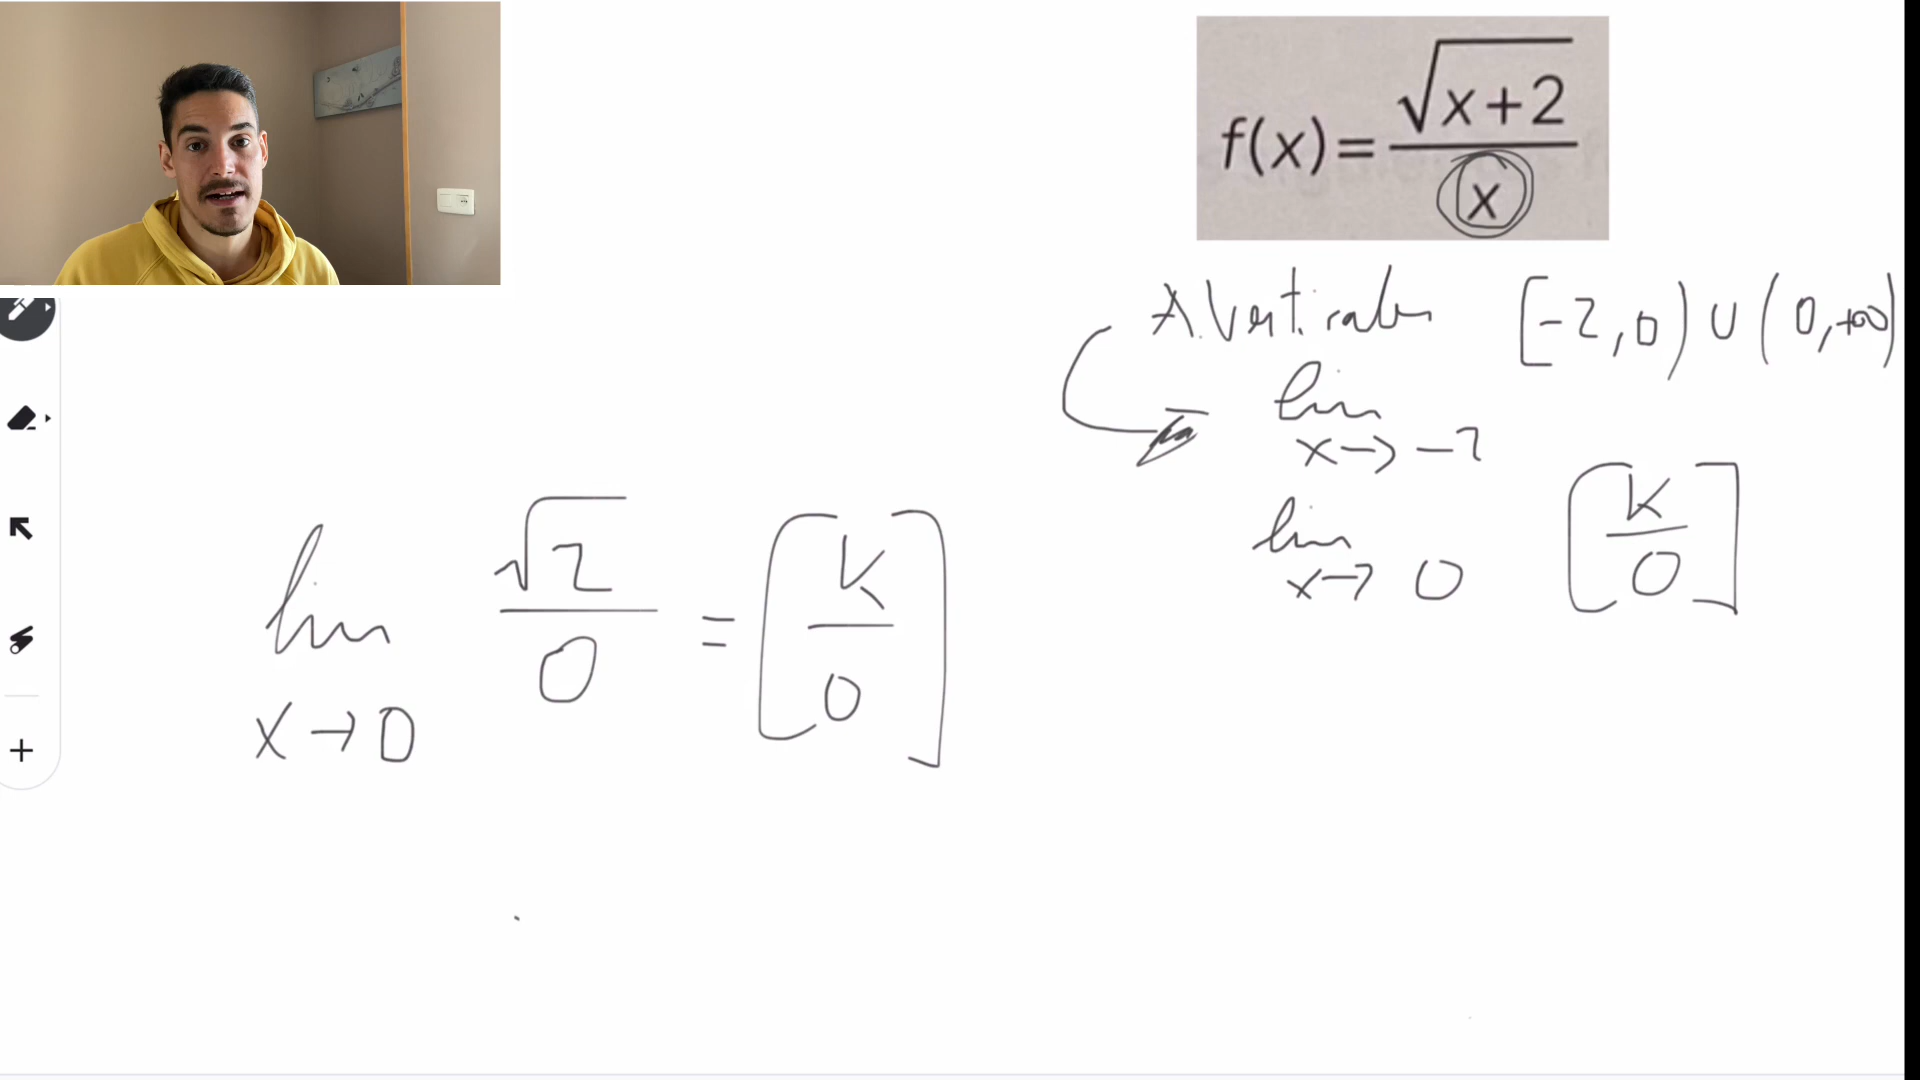 f(x) = √(x+2) / x
A. Verticales [-2, 0) ∪ (0, +∞)
lim x→ -2
lim x→ 0 [K/0]
lim x→0 √2 / 0 = [K/0]